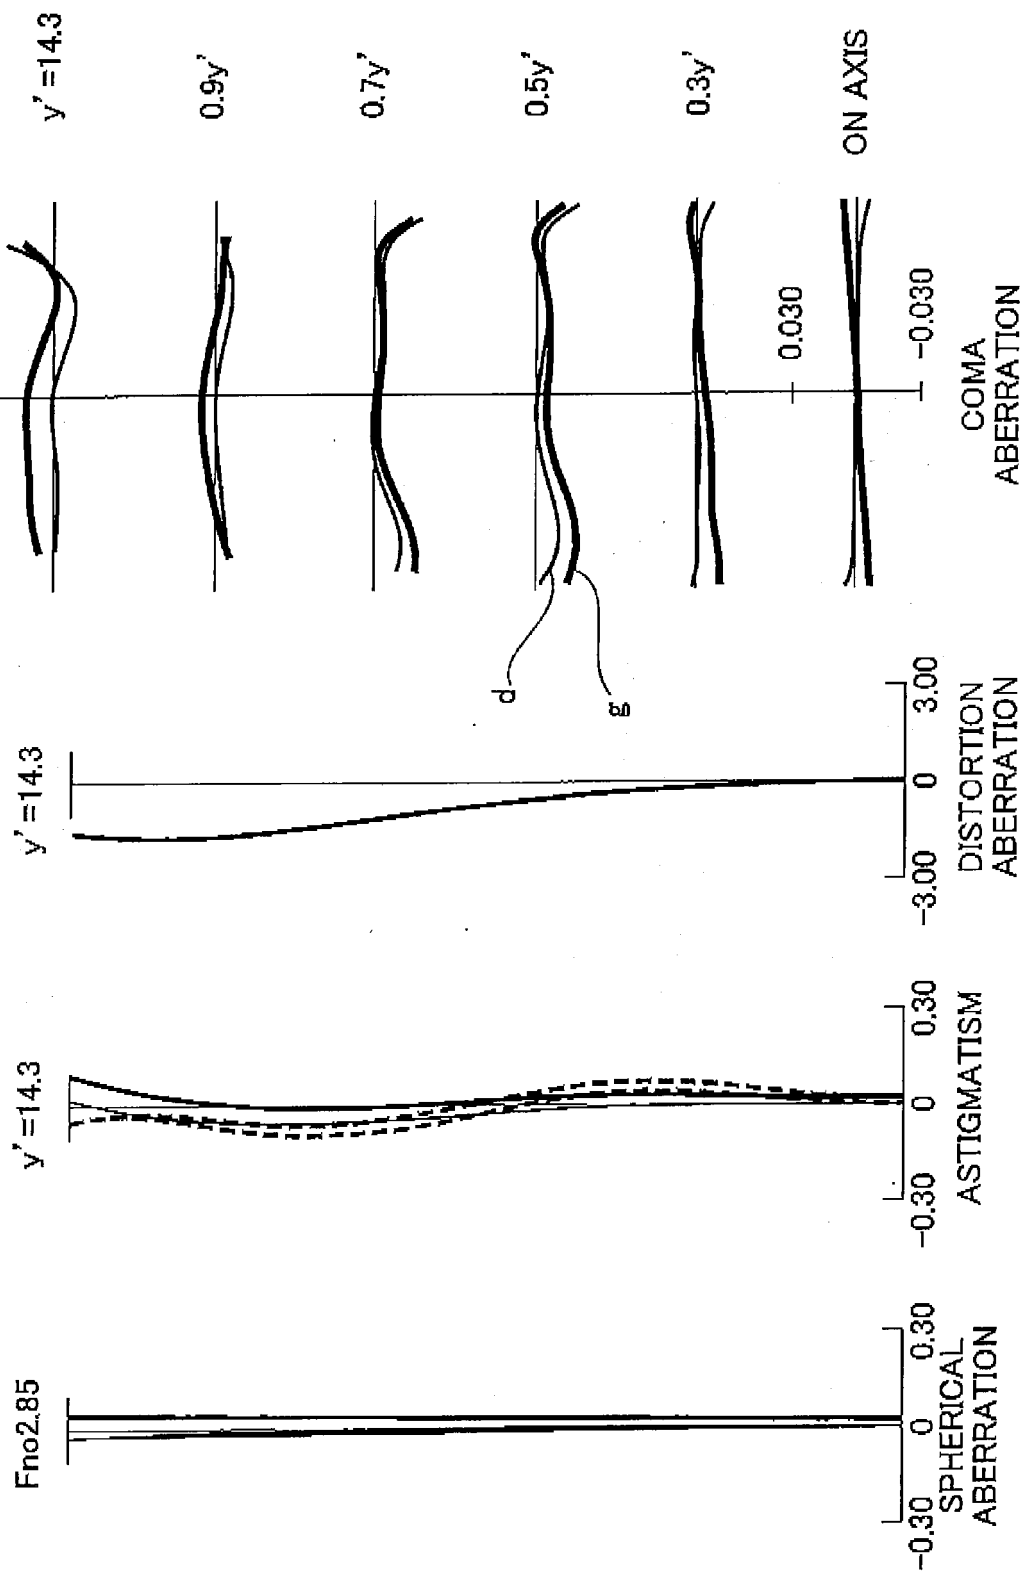 Fno2.85
-0.30
0
0.30
SPHERICAL
ABERRATION
y' =14.3
-0.30
0
0.30
ASTIGMATISM
y' =14.3
-3.00
0
3.00
DISTORTION
ABERRATION
y' =14.3
0.9y'
0.7y'
0.5y'
0.3y'
ON AXIS
d
g
0.030
-0.030
COMA
ABERRATION